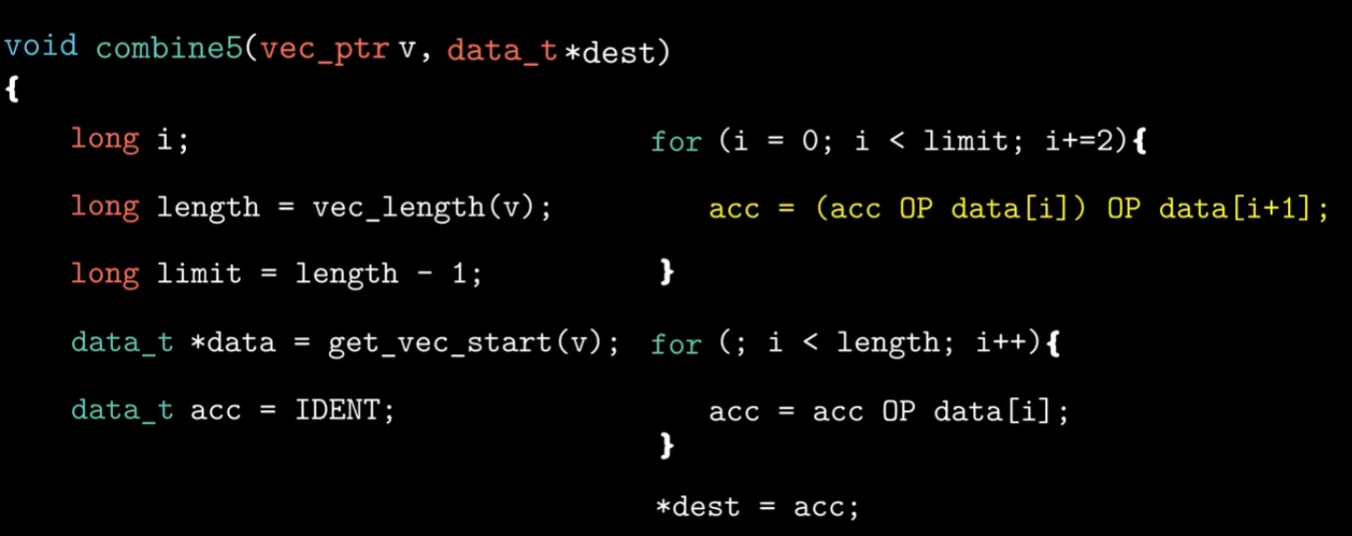 void combine5(vec_ptr v, data_t *dest)
{
long i;
long length = vec_length(v);
long limit = length - 1;
data_t *data = get_vec_start(v);
data_t acc = IDENT;
for (i = 0; i < limit; i+=2){
acc = (acc OP data[i]) OP data[i+1];
}
for (; i < length; i++){
acc = acc OP data[i];
}
*dest = acc;